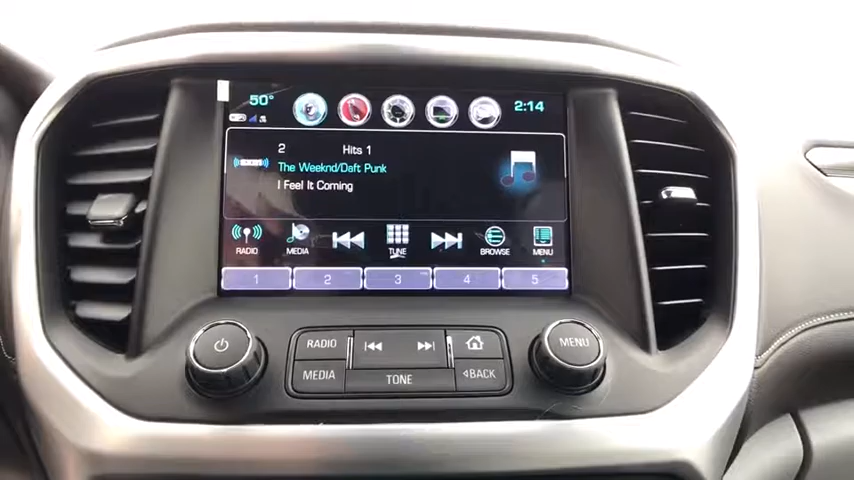 50°
2:14
2
Hits 1
((SXM))
The Weeknd/Daft Punk
I Feel It Coming
RADIO
MEDIA
TUNE
BROWSE
MENU
1
2
3
4
5
RADIO
MEDIA
TONE
BACK
MENU